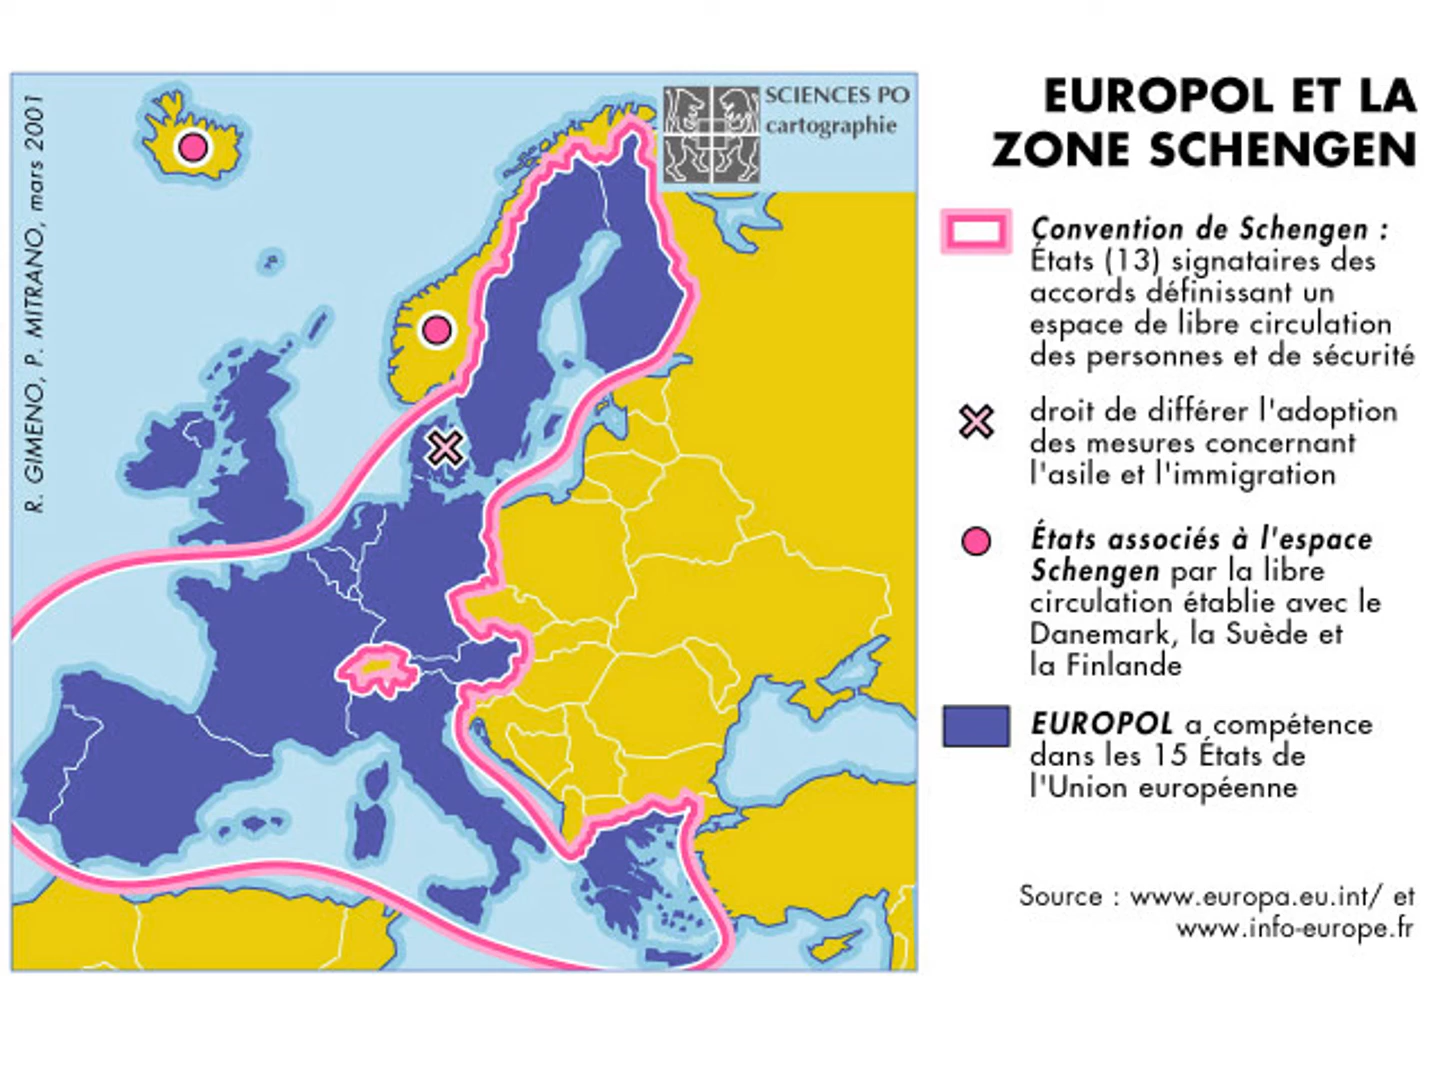 R. GIMENO, P. MITRANO, mars 2001
SCIENCES PO
cartographie
EUROPOL ET LA
ZONE SCHENGEN
Convention de Schengen :
États (13) signataires des
accords définissant un
espace de libre circulation
des personnes et de sécurité
droit de différer l'adoption
des mesures concernant
l'asile et l'immigration
États associés à l'espace
Schengen par la libre
circulation établie avec le
Danemark, la Suède et
la Finlande
EUROPOL a compétence
dans les 15 États de
l'Union européenne
Source : www.europa.eu.int/ et
www.info-europe.fr